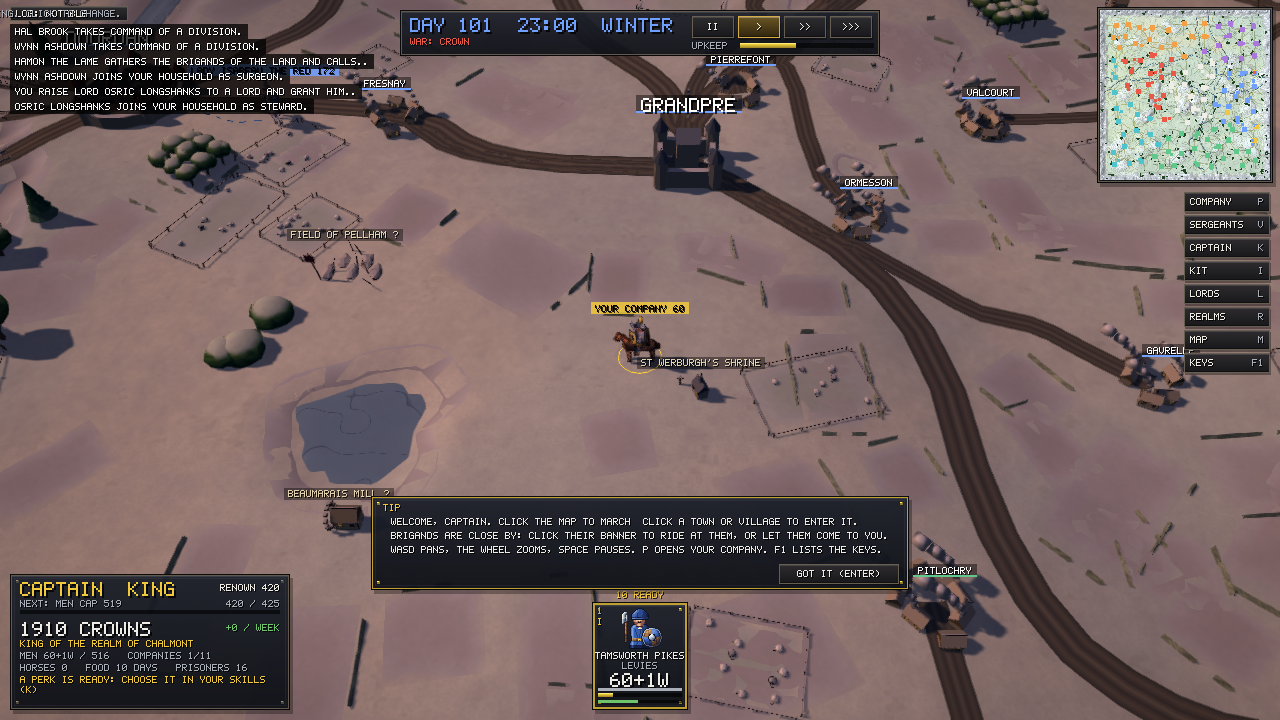 HAL BROOK TAKES COMMAND OF A DIVISION.
WYNN ASHDOWN TAKES COMMAND OF A DIVISION.
SIMON THE LAME GATHERS THE BRIGANDS OF THE LAND AND CALLS..
WYNN ASHDOWN JOINS YOUR HOUSEHOLD AS SURGEON.
YOU RAISE LORD OSRIC LONGSHANKS TO A LORD AND GRANT HIM..
OSRIC LONGSHANKS JOINS YOUR HOUSEHOLD AS STEWARD.
DAY 101 23:00 WINTER
WAR: CROWN
II > >> >>>
UPKEEP
PIERREFONT
FRESNAY
GRANDPRE
VALCOURT
ORMESSON
FIELD OF PELLHAM ?
YOUR COMPANY 60
ST WERBURGH'S SHRINE
COMPANY P
SERGEANTS V
CAPTAIN K
KIT I
LORDS L
REALMS R
MAP M
KEYS F1
BEAUMARAIS MILL ?
TIP
WELCOME, CAPTAIN. CLICK THE MAP TO MARCH CLICK A TOWN OR VILLAGE TO ENTER IT.
BRIGANDS ARE CLOSE BY: CLICK THEIR BANNER TO RIDE AT THEM, OR LET THEM COME TO YOU.
WASD PANS, THE WHEEL ZOOMS, SPACE PAUSES. P OPENS YOUR COMPANY. F1 LISTS THE KEYS.
GOT IT (ENTER)
PITLOCHRY
CAPTAIN KING RENOWN 420
NEXT: MEN CAP 519 420 / 425
1910 CROWNS +0 / WEEK
KING OF THE REALM OF CHALMONT
MEN 60+1W / 516 COMPANIES 1/11
HORSES 0 FOOD 10 DAYS PRISONERS 16
A PERK IS READY: CHOOSE IT IN YOUR SKILLS
(K)
10 READY
1
I
TAMSWORTH PIKES
LEVIES
60+1W